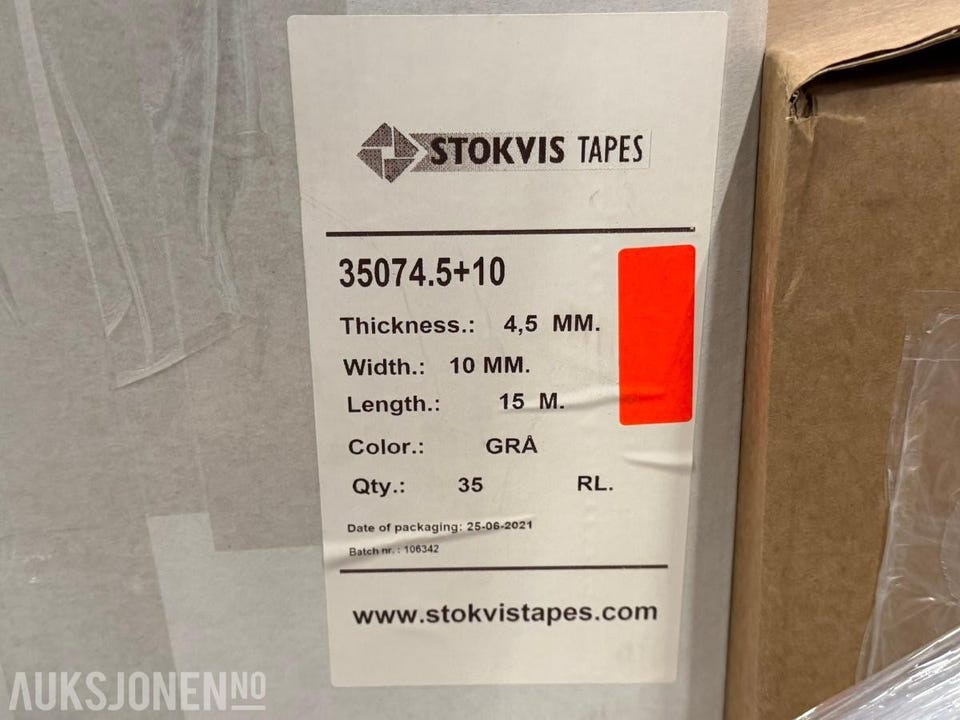 STOKVIS TAPES
35074.5+10
Thickness.: 4,5 MM.
Width.: 10 MM.
Length.: 15 M.
Color.: GRÅ
Qty.: 35 RL.
Date of packaging: 25-06-2021
Batch nr. : 106342
www.stokvistapes.com
AUKSJONEN NO